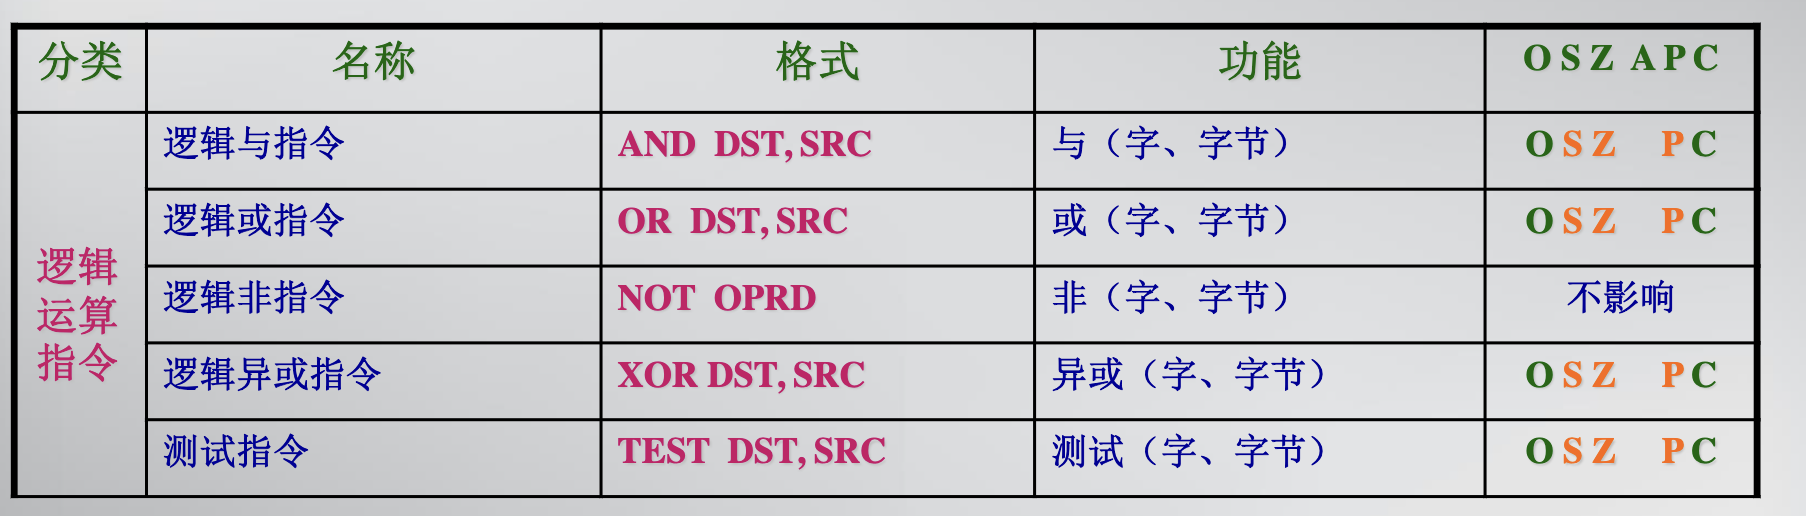 分类 名称 格式 功能 O S Z A P C
逻辑运算指令
逻辑与指令 AND DST, SRC 与（字、字节） O S Z P C
逻辑或指令 OR DST, SRC 或（字、字节） O S Z P C
逻辑非指令 NOT OPRD 非（字、字节） 不影响
逻辑异或指令 XOR DST, SRC 异或（字、字节） O S Z P C
测试指令 TEST DST, SRC 测试（字、字节） O S Z P C